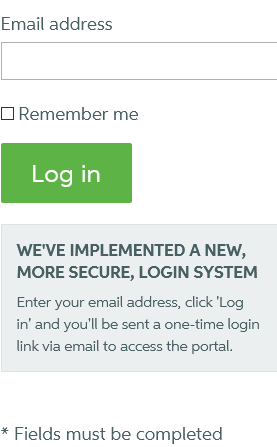 Email address
Remember me
Log in
WE'VE IMPLEMENTED A NEW,
MORE SECURE, LOGIN SYSTEM
Enter your email address, click 'Log
in' and you'll be sent a one-time login
link via email to access the portal.
* Fields must be completed